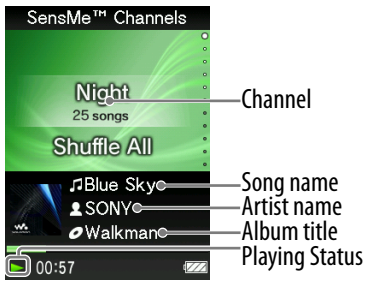 SensMe™ Channels
Night
25 songs
Channel
Shuffle All
Blue Sky
Song name
SONY
Artist name
Walkman
Album title
Playing Status
00:57